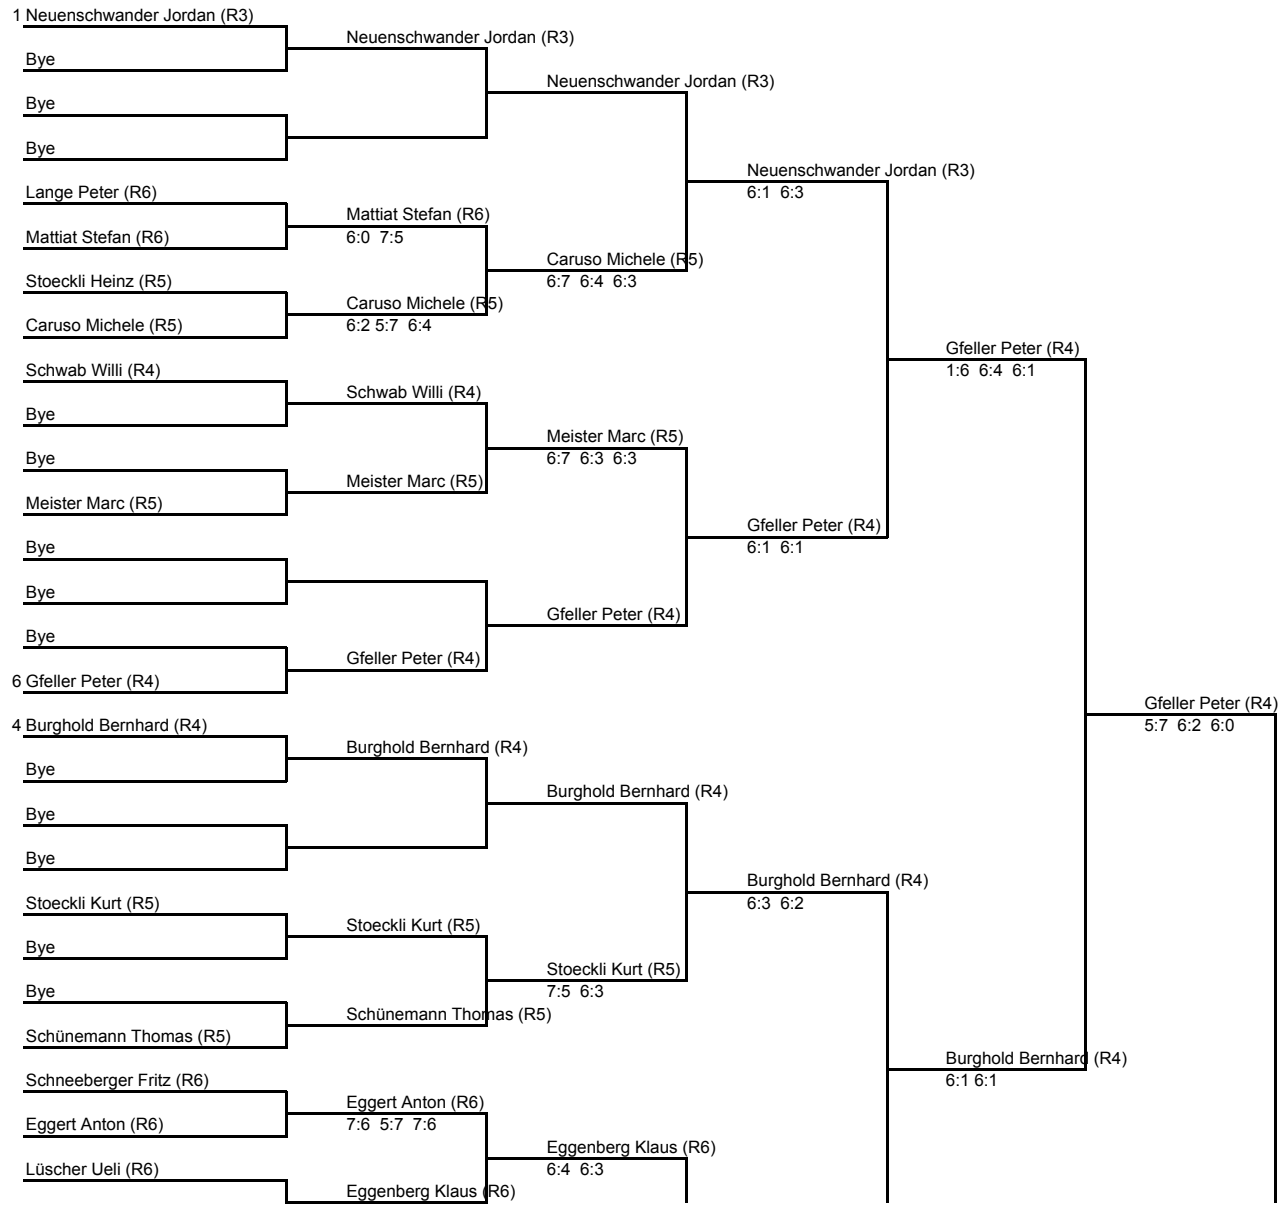 1 Neuenschwander Jordan (R3)
Neuenschwander Jordan (R3)
Bye
Neuenschwander Jordan (R3)
Bye
Bye
Neuenschwander Jordan (R3)
6:1 6:3
Lange Peter (R6)
Mattiat Stefan (R6)
6:0 7:5
Mattiat Stefan (R6)
Caruso Michele (R5)
6:7 6:4 6:3
Stoeckli Heinz (R5)
Caruso Michele (R5)
6:2 5:7 6:4
Caruso Michele (R5)
Gfeller Peter (R4)
1:6 6:4 6:1
Schwab Willi (R4)
Schwab Willi (R4)
Bye
Meister Marc (R5)
6:7 6:3 6:3
Bye
Meister Marc (R5)
Meister Marc (R5)
Gfeller Peter (R4)
6:1 6:1
Bye
Bye
Gfeller Peter (R4)
Bye
Gfeller Peter (R4)
6 Gfeller Peter (R4)
Gfeller Peter (R4)
5:7 6:2 6:0
4 Burghold Bernhard (R4)
Burghold Bernhard (R4)
Bye
Burghold Bernhard (R4)
Bye
Bye
Burghold Bernhard (R4)
6:3 6:2
Stoeckli Kurt (R5)
Stoeckli Kurt (R5)
Bye
Stoeckli Kurt (R5)
7:5 6:3
Bye
Schünemann Thomas (R5)
Schünemann Thomas (R5)
Burghold Bernhard (R4)
6:1 6:1
Schneeberger Fritz (R6)
Eggert Anton (R6)
7:6 5:7 7:6
Eggert Anton (R6)
Eggenberg Klaus (R6)
6:4 6:3
Lüscher Ueli (R6)
Eggenberg Klaus (R6)